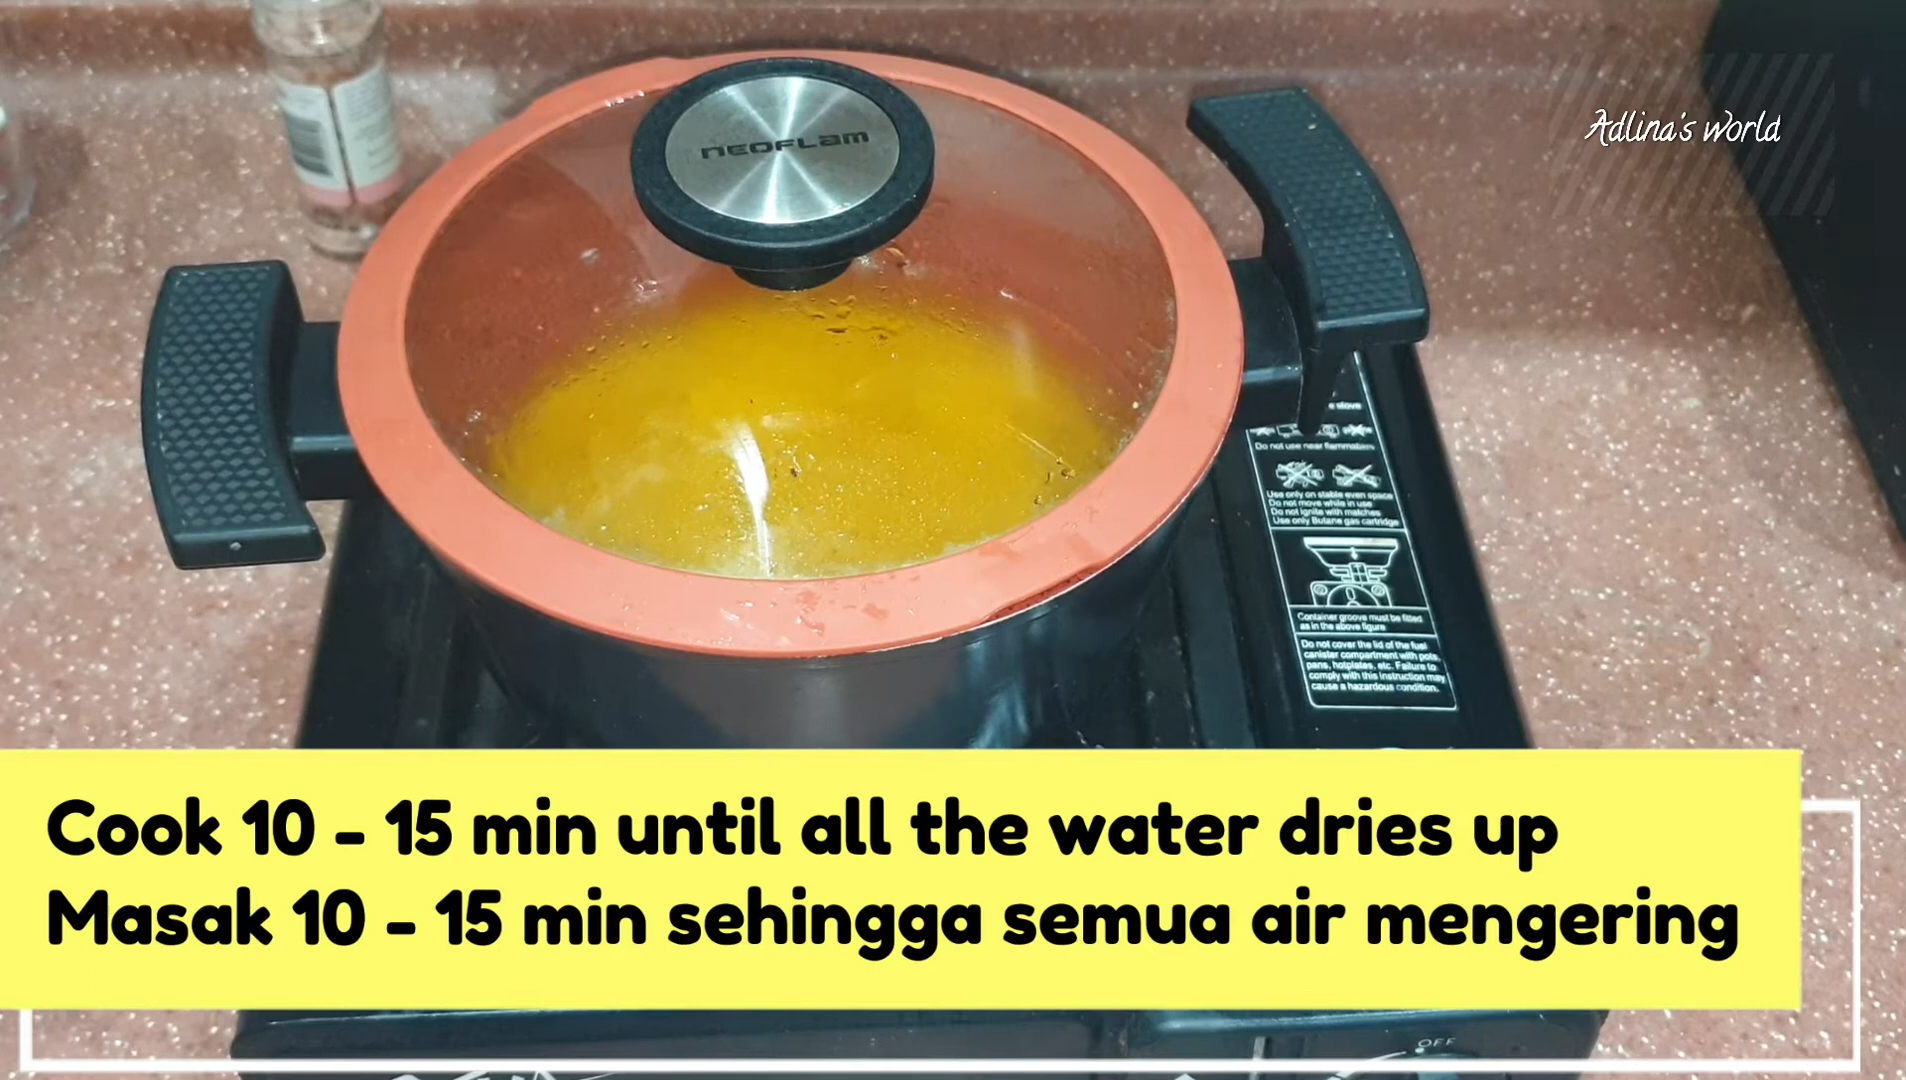 NEOFLAM
Adlina's world
e stove
Do not use near flammables
Use only on stable even space
Do not move while in use
Do not ignite with matches
Use only Butane gas cartridge
Container groove must be fitted
as in the above figure
Do not cover the lid of the fuel
canister compartment with pots,
pans, hotplates, etc. Failure to
comply with this instruction may
cause a hazardous condition.
Cook 10 - 15 min until all the water dries up
Masak 10 - 15 min sehingga semua air mengering
OFF